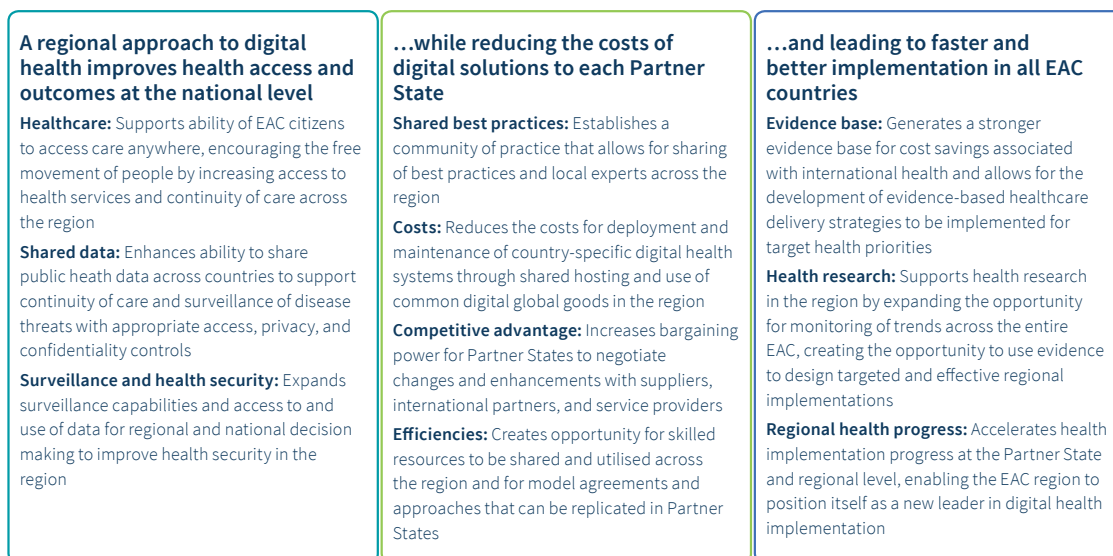 A regional approach to digital
health improves health access and
outcomes at the national level
Healthcare: Supports ability of EAC citizens
to access care anywhere, encouraging the free
movement of people by increasing access to
health services and continuity of care across
the region
Shared data: Enhances ability to share
public heath data across countries to support
continuity of care and surveillance of disease
threats with appropriate access, privacy, and
confidentiality controls
Surveillance and health security: Expands
surveillance capabilities and access to and
use of data for regional and national decision
making to improve health security in the
region
…while reducing the costs of
digital solutions to each Partner
State
Shared best practices: Establishes a
community of practice that allows for sharing
of best practices and local experts across the
region
Costs: Reduces the costs for deployment and
maintenance of country-specific digital health
systems through shared hosting and use of
common digital global goods in the region
Competitive advantage: Increases bargaining
power for Partner States to negotiate
changes and enhancements with suppliers,
international partners, and service providers
Efficiencies: Creates opportunity for skilled
resources to be shared and utilised across
the region and for model agreements and
approaches that can be replicated in Partner
States
…and leading to faster and
better implementation in all EAC
countries
Evidence base: Generates a stronger
evidence base for cost savings associated
with international health and allows for the
development of evidence-based healthcare
delivery strategies to be implemented for
target health priorities
Health research: Supports health research
in the region by expanding the opportunity
for monitoring of trends across the entire
EAC, creating the opportunity to use evidence
to design targeted and effective regional
implementations
Regional health progress: Accelerates health
implementation progress at the Partner State
and regional level, enabling the EAC region to
position itself as a new leader in digital health
implementation